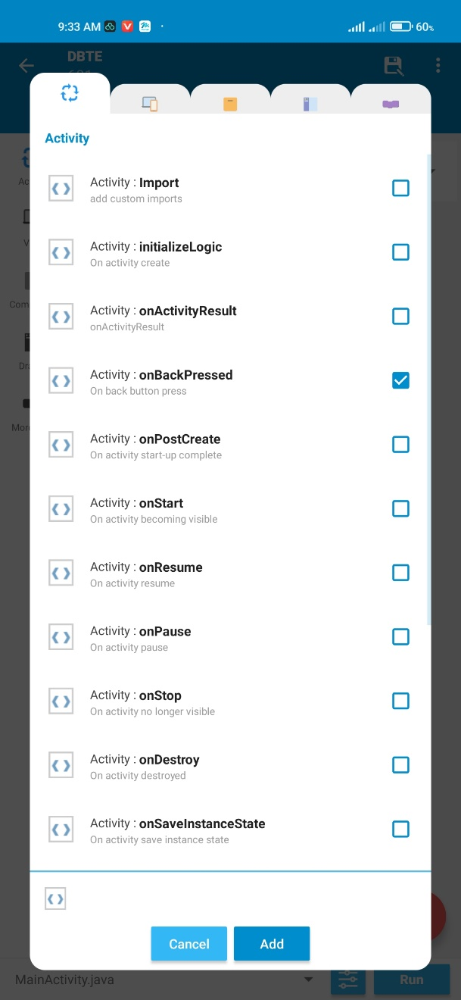 9:33 AM
60%
DBTE
Activity
Activity : Import
add custom imports
Activity : initializeLogic
On activity create
Activity : onActivityResult
onActivityResult
Activity : onBackPressed
On back button press
Activity : onPostCreate
On activity start-up complete
Activity : onStart
On activity becoming visible
Activity : onResume
On activity resume
Activity : onPause
On activity pause
Activity : onStop
On activity no longer visible
Activity : onDestroy
On activity destroyed
Activity : onSaveInstanceState
On activity save instance state
Cancel
Add
MainActivity.java
Run